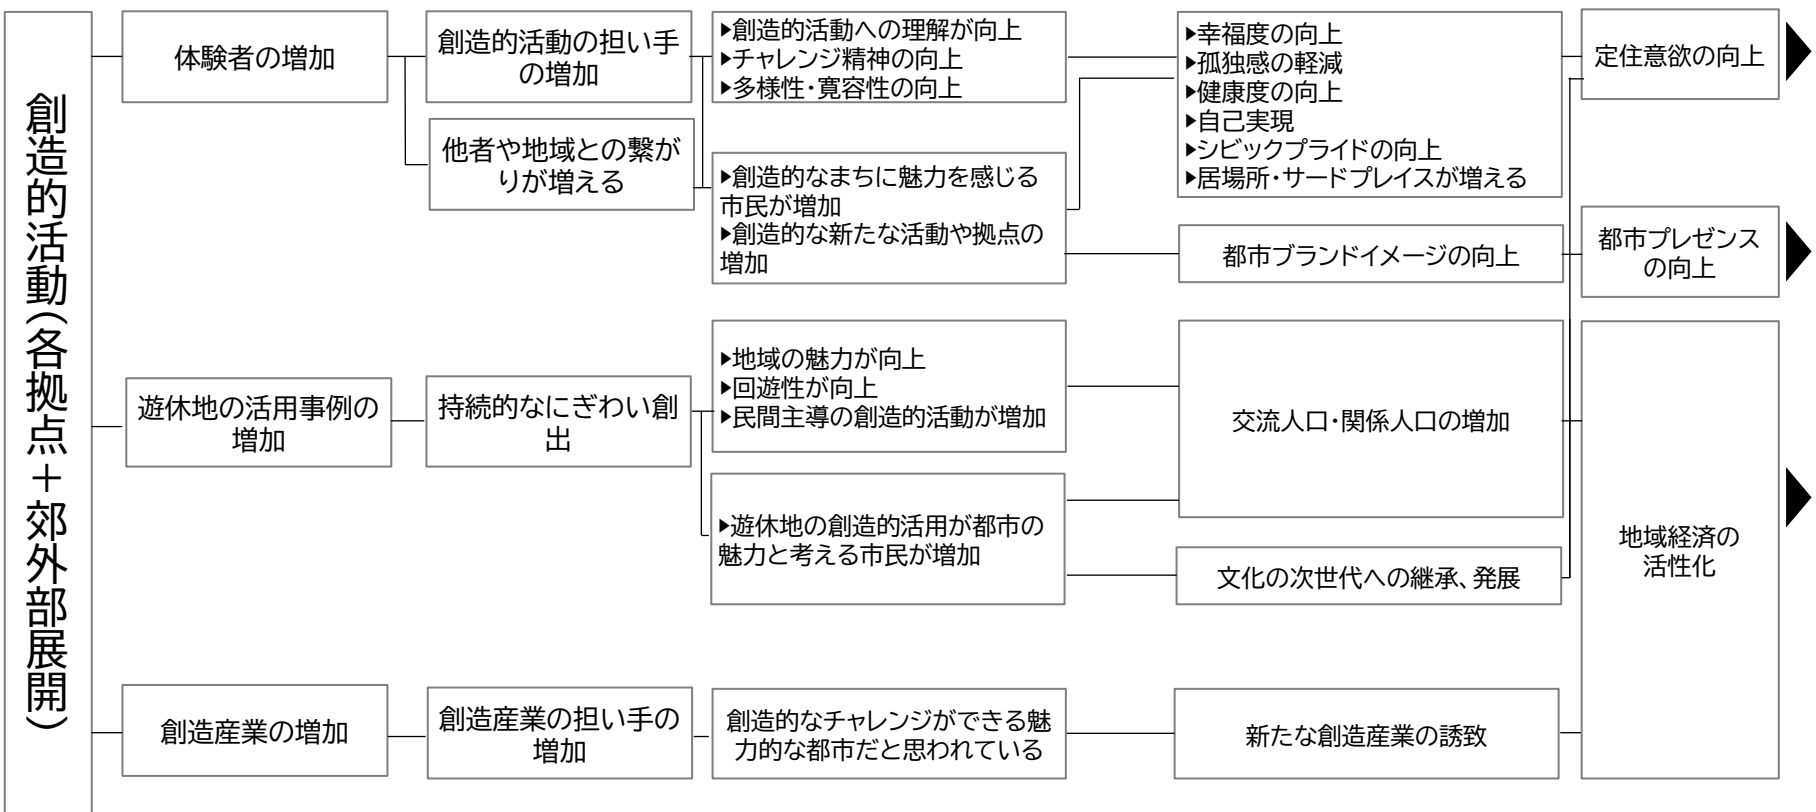 創造的活動(各拠点＋郊外部展開)
体験者の増加
創造的活動の担い手
の増加
他者や地域との繋が
りが増える
▶創造的活動への理解が向上
▶チャレンジ精神の向上
▶多様性・寛容性の向上
▶創造的なまちに魅力を感じる
市民が増加
▶創造的な新たな活動や拠点の
増加
▶幸福度の向上
▶孤独感の軽減
▶健康度の向上
▶自己実現
▶シビックプライドの向上
▶居場所・サードプレイスが増える
都市ブランドイメージの向上
定住意欲の向上
都市プレゼンス
の向上
遊休地の活用事例の
増加
持続的なにぎわい創
出
▶地域の魅力が向上
▶回遊性が向上
▶民間主導の創造的活動が増加
▶遊休地の創造的活用が都市の
魅力と考える市民が増加
交流人口・関係人口の増加
文化の次世代への継承、発展
地域経済の
活性化
創造産業の増加
創造産業の担い手の
増加
創造的なチャレンジができる魅
力的な都市だと思われている
新たな創造産業の誘致